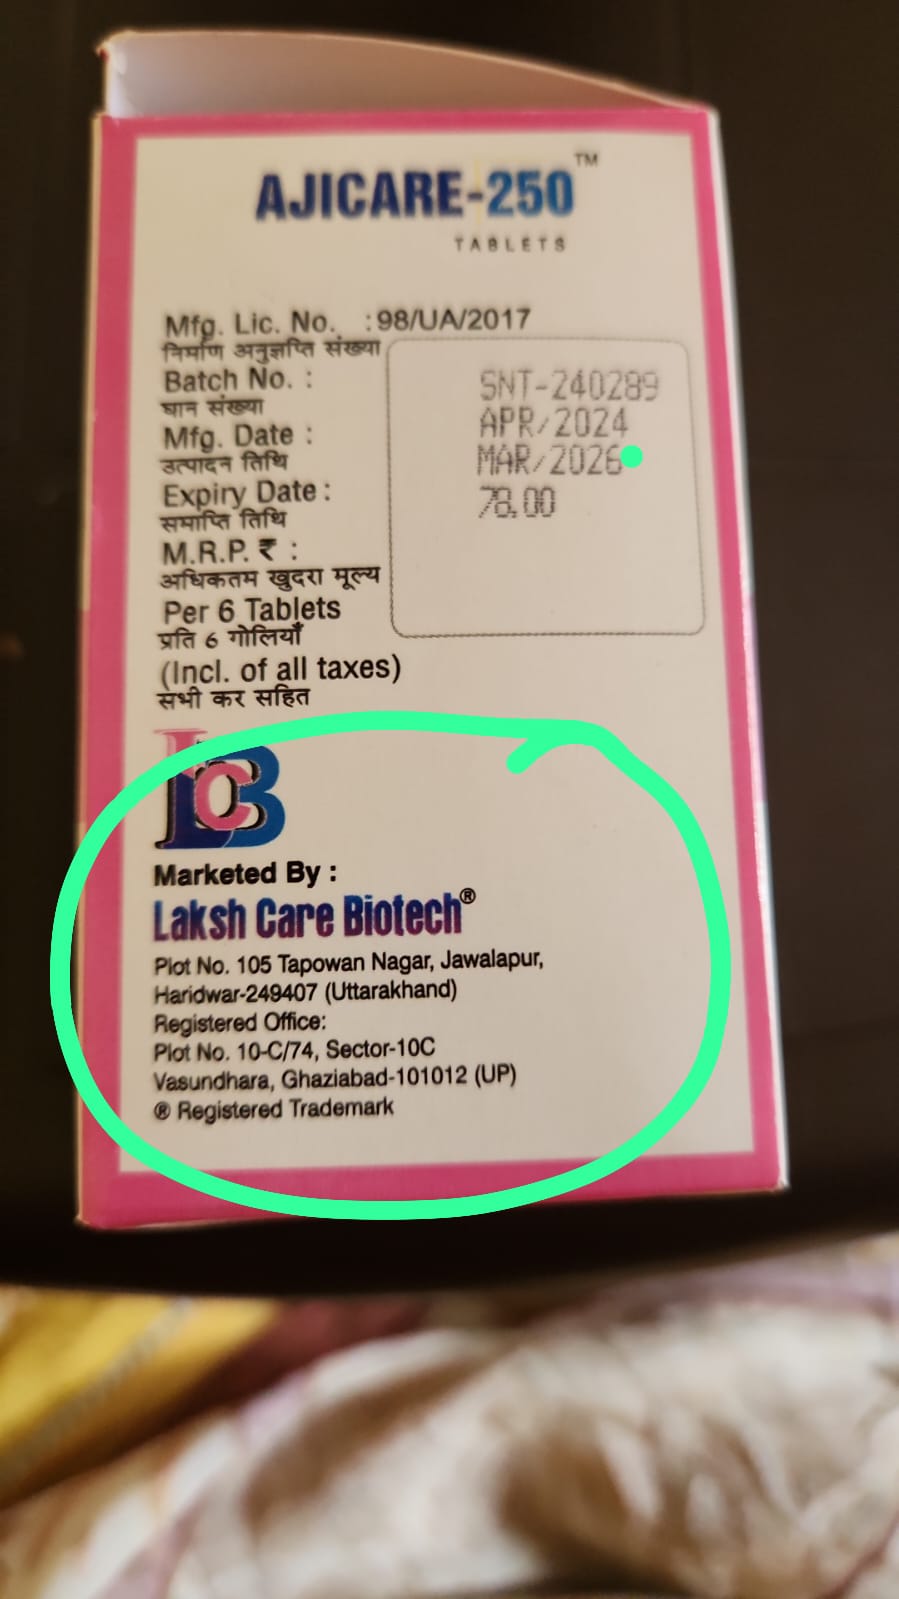 AJICARE-250™
TABLETS
Mfg. Lic. No. :98/UA/2017
निर्माण अनुज्ञप्ति संख्या
Batch No. : SNT-240289
घान संख्या
Mfg. Date : APR/2024
उत्पादन तिथि
Expiry Date : MAR/2026
समाप्ति तिथि
M.R.P. ₹ : 78.00
अधिकतम खुदरा मूल्य
Per 6 Tablets
प्रति 6 गोलियाँ
(Incl. of all taxes)
सभी कर सहित
LCB
Marketed By :
Laksh Care Biotech®
Plot No. 105 Tapowan Nagar, Jawalapur,
Haridwar-249407 (Uttarakhand)
Registered Office:
Plot No. 10-C/74, Sector-10C
Vasundhara, Ghaziabad-101012 (UP)
® Registered Trademark